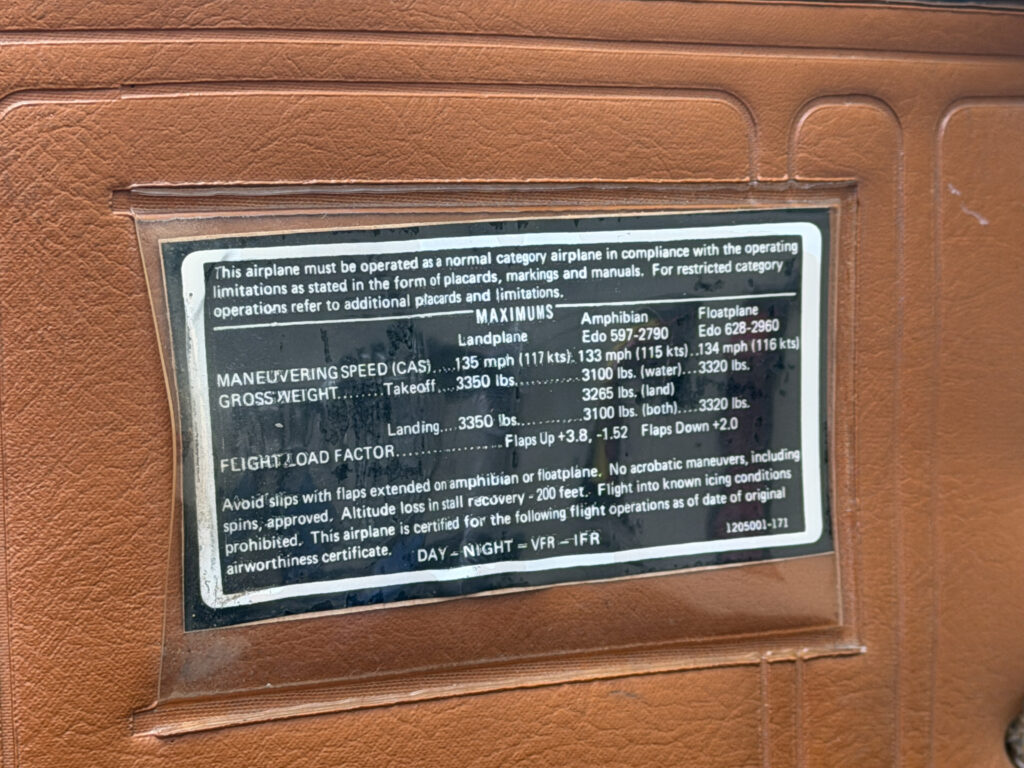 This airplane must be operated as a normal category airplane in compliance with the operating
limitations as stated in the form of placards, markings and manuals. For restricted category
operations refer to additional placards and limitations.
MAXIMUMS
Landplane Amphibian Floatplane
Edo 597-2790 Edo 628-2960
MANEUVERING SPEED (CAS)....135 mph (117 kts)..133 mph (115 kts)..134 mph (116 kts)
GROSS WEIGHT........Takeoff....3350 lbs............3100 lbs. (water)...3320 lbs.
3265 lbs. (land)
Landing....3350 lbs............3100 lbs. (both)....3320 lbs.
FLIGHT LOAD FACTOR....................Flaps Up +3.8, -1.52 Flaps Down +2.0
Avoid slips with flaps extended on amphibian or floatplane. No acrobatic maneuvers, including
spins, approved. Altitude loss in stall recovery - 200 feet. Flight into known icing conditions
prohibited. This airplane is certified for the following flight operations as of date of original
airworthiness certificate. DAY - NIGHT - VFR - IFR
1205001-171